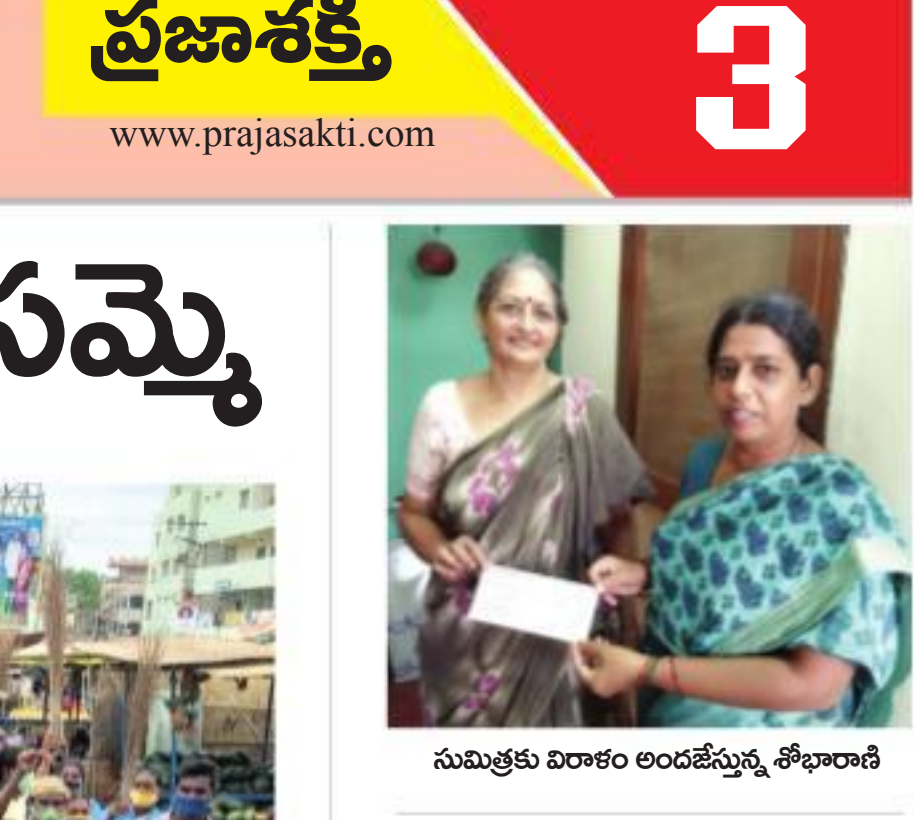 ప్రజాశక్తి
www.prajasakti.com
3
సమ్మె
సుమిత్రకు విరాళం అందజేస్తున్న శోభారాణి